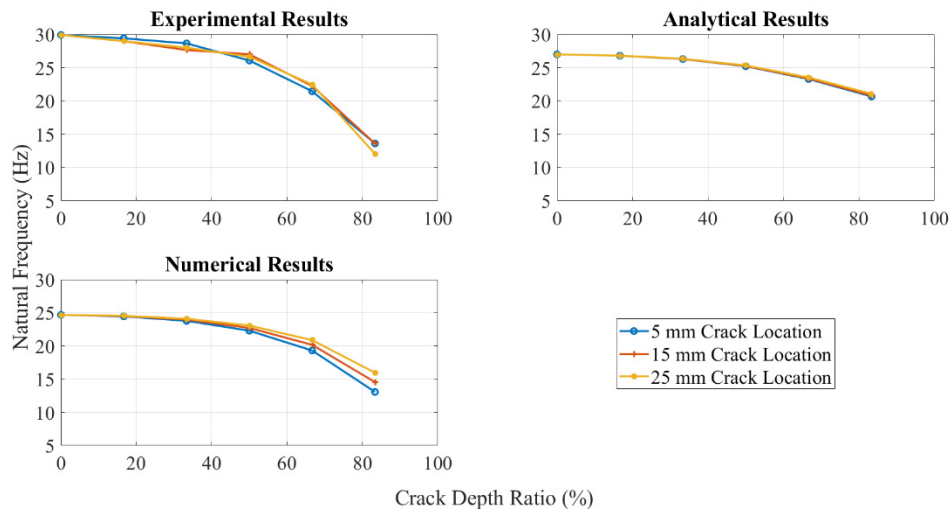 Experimental Results
30
25
20
15
10
5
0 20 40 60 80 100
Analytical Results
30
25
20
15
10
5
0 20 40 60 80 100
Natural Frequency (Hz)
Numerical Results
30
25
20
15
10
5
0 20 40 60 80 100
5 mm Crack Location
15 mm Crack Location
25 mm Crack Location
Crack Depth Ratio (%)